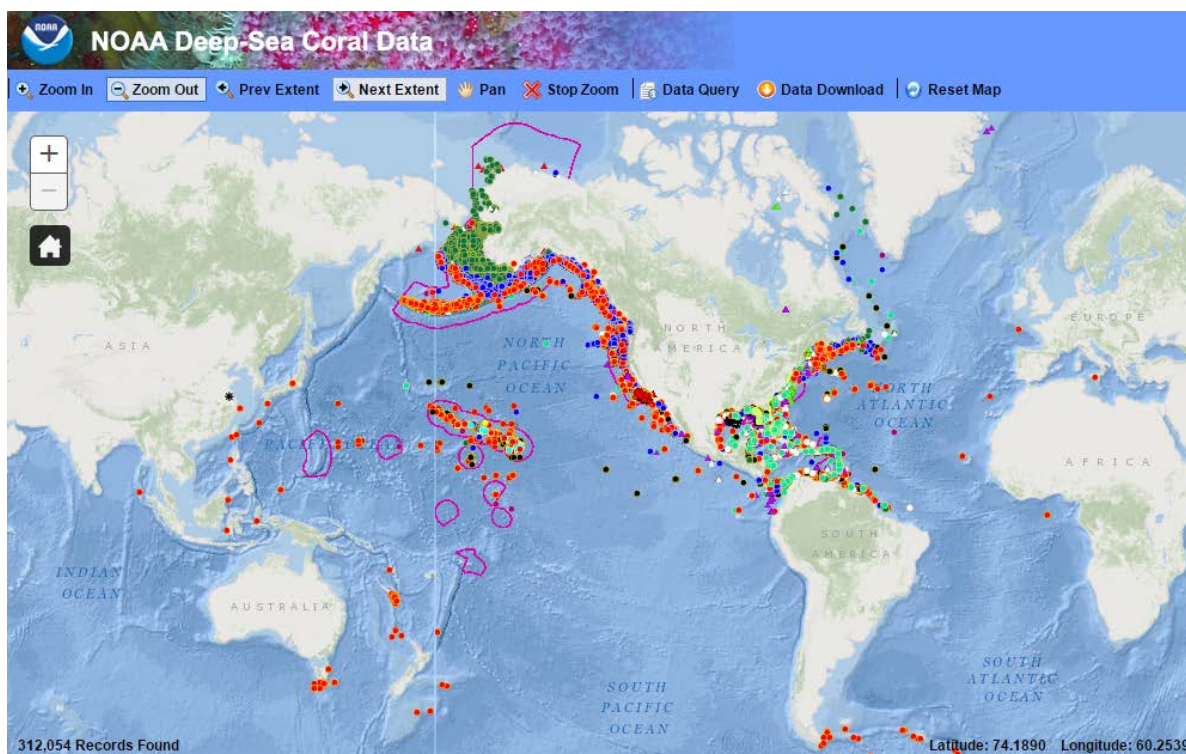 NOAA
NOAA Deep-Sea Coral Data
Zoom In Zoom Out Prev Extent Next Extent Pan Stop Zoom Data Query Data Download Reset Map
+
−
ASIA
NORTH
PACIFIC
OCEAN
NORTH
AMERICA
EUROPE
NORTH
ATLANTIC
OCEAN
PACIFIC OCEAN
AFRICA
SOUTH
AMERICA
INDIAN
OCEAN
AUSTRALIA
SOUTH
PACIFIC
OCEAN
SOUTH
ATLANTIC
OCEAN
312,054 Records Found
Latitude: 74.1890 Longitude: 60.2539